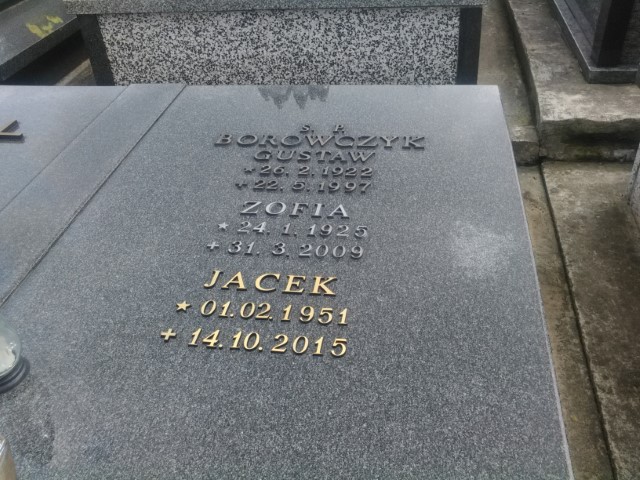 Ś. P.
BOROWCZYK
GUSTAW
* 26. 2. 1922
+ 22. 5. 1997
ZOFIA
* 24. 1. 1925
+ 31. 3. 2009
JACEK
* 01.02.1951
+ 14.10.2015